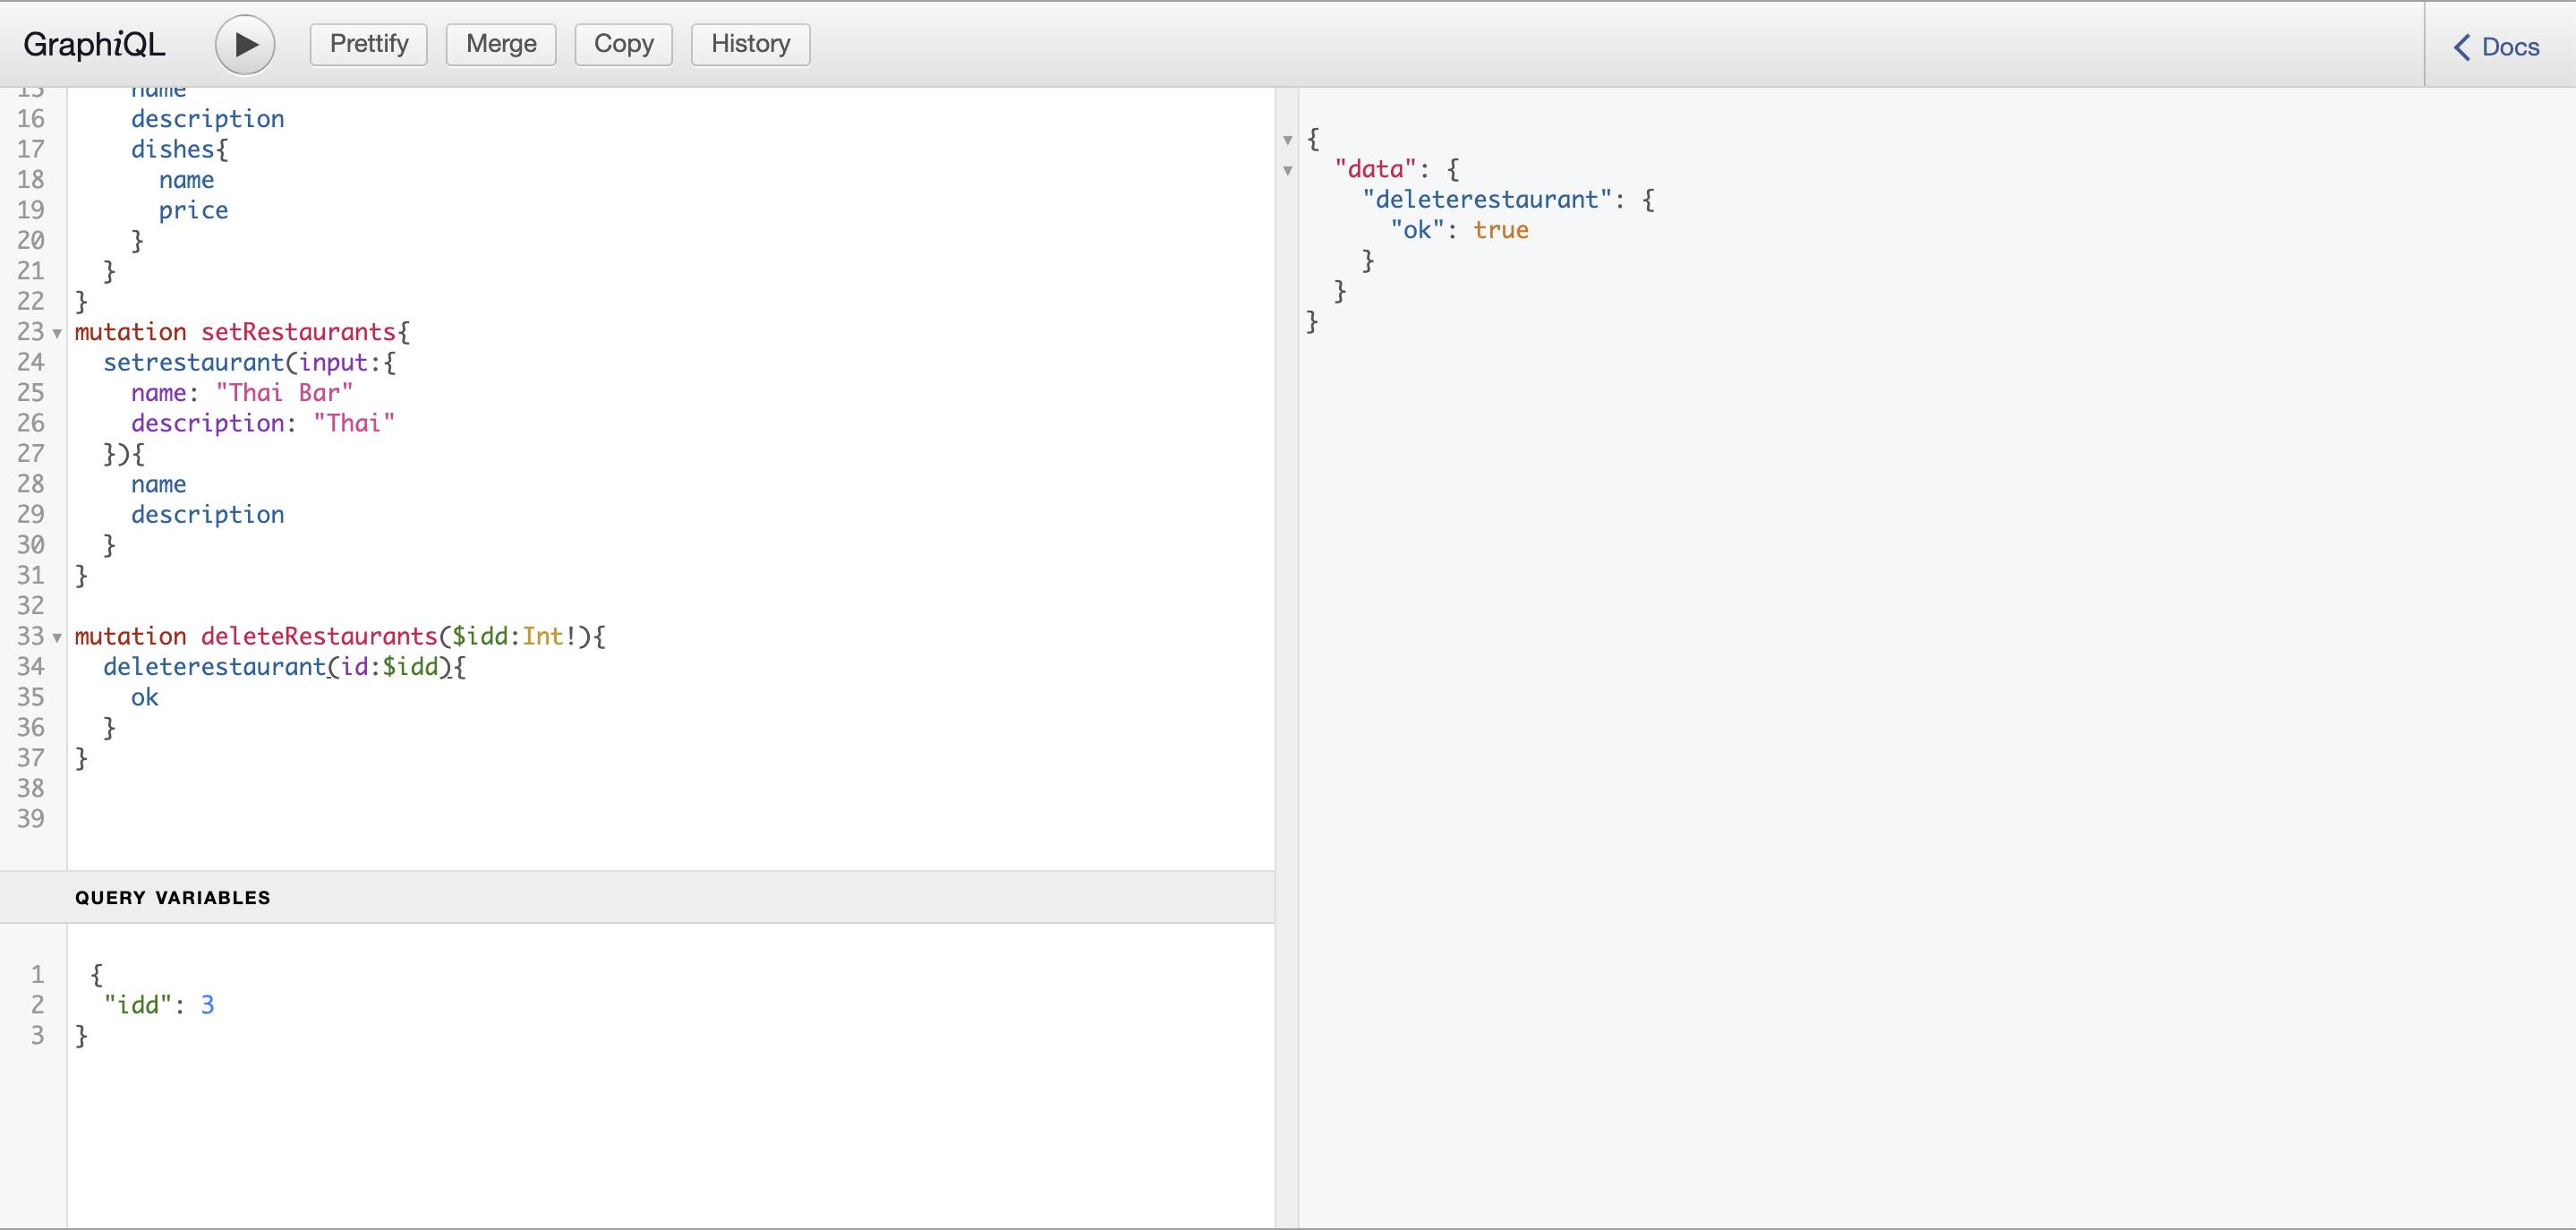 GraphiQL Prettify Merge Copy History Docs
15 name
16 description
17 dishes{
18 name
19 price
20 }
21 }
22 }
23 mutation setRestaurants{
24 setrestaurant(input:{
25 name: "Thai Bar"
26 description: "Thai"
27 }){
28 name
29 description
30 }
31 }
32
33 mutation deleteRestaurants($idd:Int!){
34 deleterestaurant(id:$idd){
35 ok
36 }
37 }
38
39
QUERY VARIABLES
1 {
2 "idd": 3
3 }
{
"data": {
"deleterestaurant": {
"ok": true
}
}
}